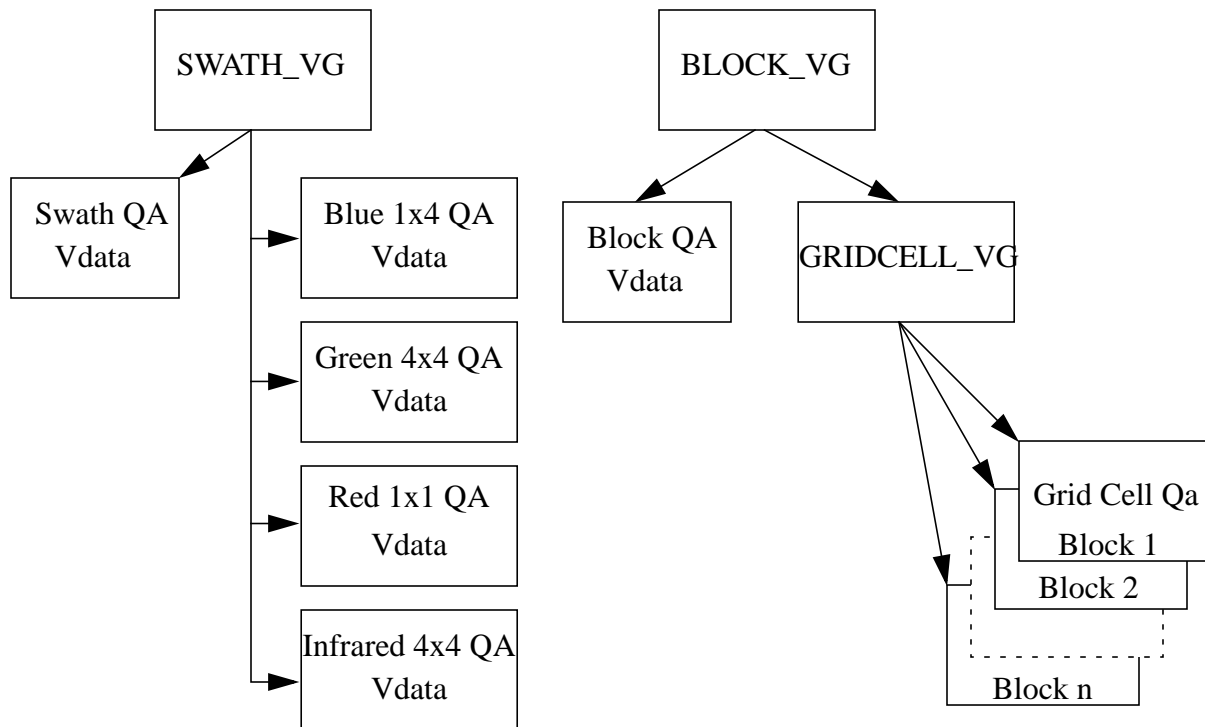 SWATH_VG
Swath QA
Vdata
Blue 1x4 QA
Vdata
Green 4x4 QA
Vdata
Red 1x1 QA
Vdata
Infrared 4x4 QA
Vdata
BLOCK_VG
Block QA
Vdata
GRIDCELL_VG
Grid Cell Qa
Block 1
Block 2
Block n